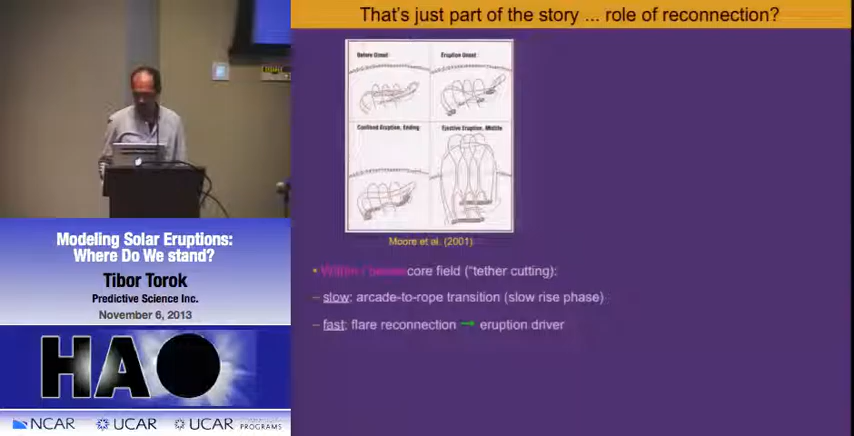 That's just part of the story ... role of reconnection?
Before Onset
Eruption Onset
Confined Eruption, Ending
Ejective Eruption, Middle
Moore et al. (2001)
• Within / below core field ("tether cutting):
– slow: arcade-to-rope transition (slow rise phase)
– fast: flare reconnection → eruption driver
Modeling Solar Eruptions:
Where Do We stand?
Tibor Torok
Predictive Science Inc.
November 6, 2013
HAO
NCAR
UCAR
UCAR
PROGRAMS